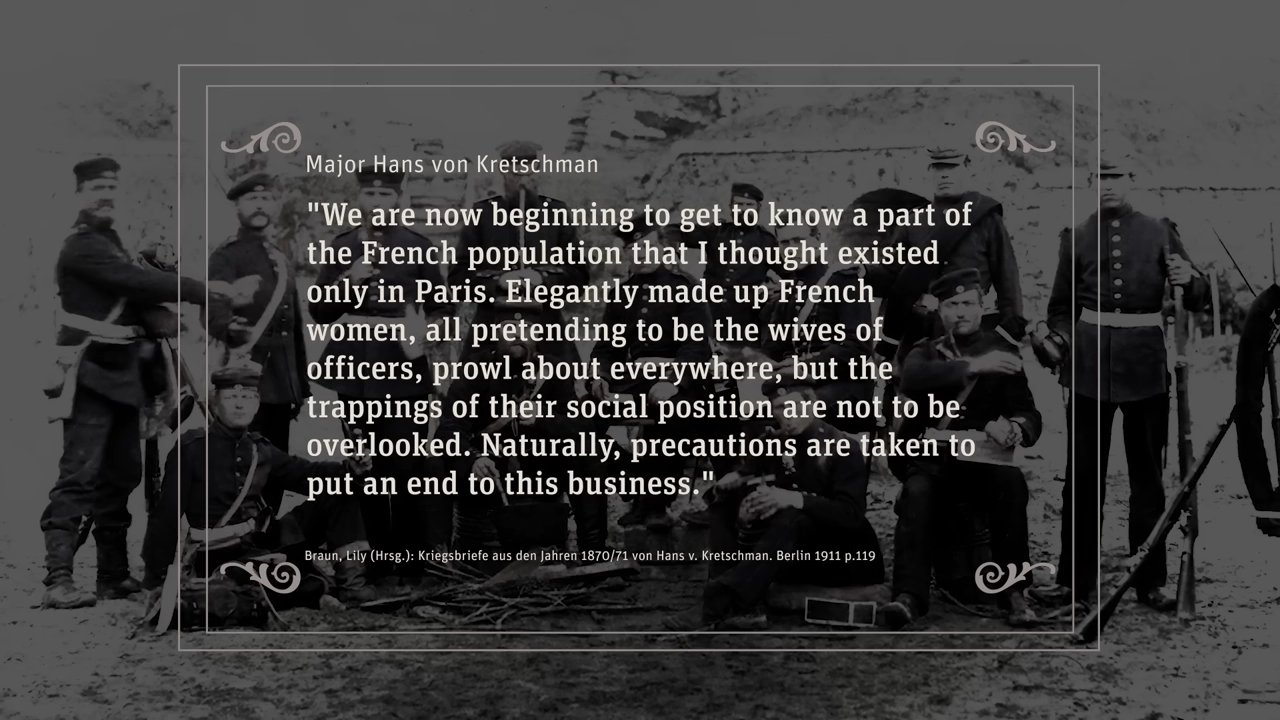 Major Hans von Kretschman
"We are now beginning to get to know a part of
the French population that I thought existed
only in Paris. Elegantly made up French
women, all pretending to be the wives of
officers, prowl about everywhere, but the
trappings of their social position are not to be
overlooked. Naturally, precautions are taken to
put an end to this business."
Braun, Lily (Hrsg.): Kriegsbriefe aus den Jahren 1870/71 von Hans v. Kretschman. Berlin 1911 p.119